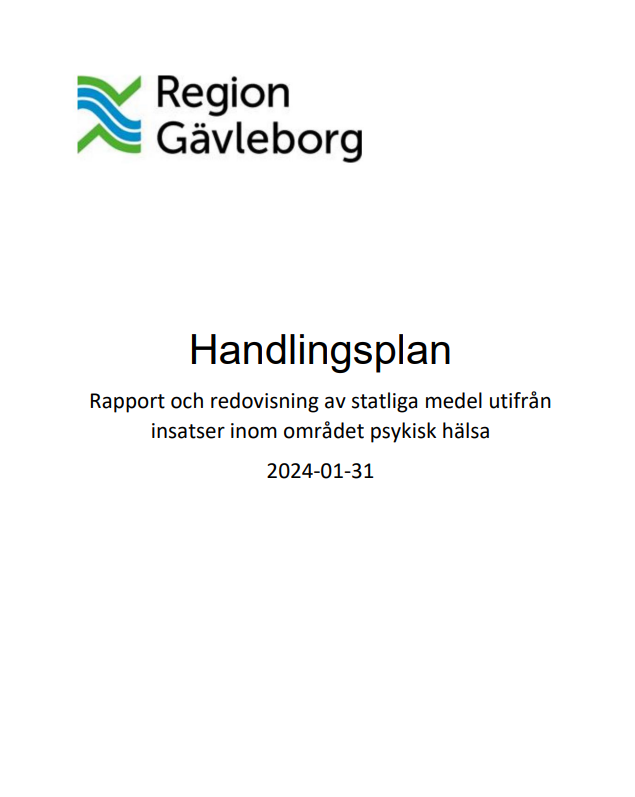 Region
Gävleborg
Handlingsplan
Rapport och redovisning av statliga medel utifrån
insatser inom området psykisk hälsa
2024-01-31